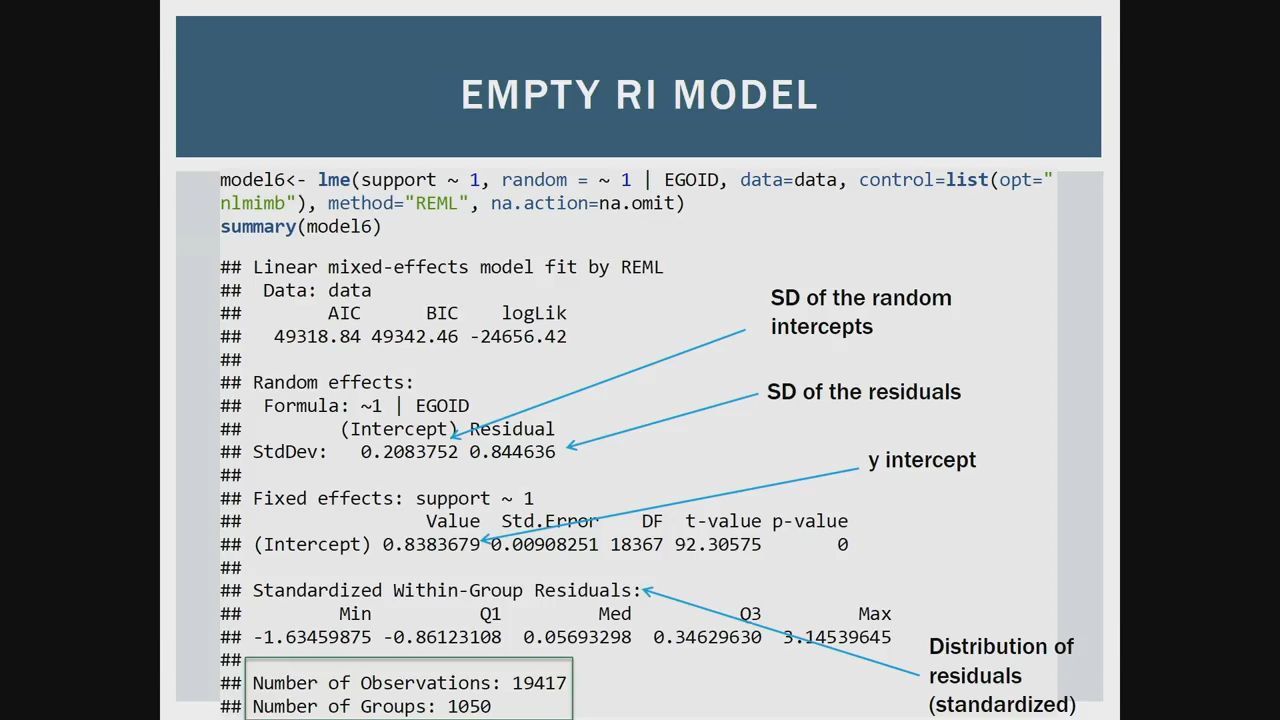 EMPTY RI MODEL
model6<- lme(support ~ 1, random = ~ 1 | EGOID, data=data, control=list(opt="
nlmimb"), method="REML", na.action=na.omit)
summary(model6)
## Linear mixed-effects model fit by REML
##  Data: data
##        AIC      BIC    logLik
##   49318.84 49342.46 -24656.42
##
## Random effects:
##  Formula: ~1 | EGOID
##         (Intercept) Residual
## StdDev:   0.2083752 0.844636
##
## Fixed effects: support ~ 1
##                 Value  Std.Error    DF  t-value p-value
## (Intercept) 0.8383679 0.00908251 18367 92.30575       0
##
## Standardized Within-Group Residuals:
##         Min          Q1         Med          Q3         Max
## -1.63459875 -0.86123108  0.05693298  0.34629630  3.14539645
##
## Number of Observations: 19417
## Number of Groups: 1050
SD of the random
intercepts
SD of the residuals
y intercept
Distribution of
residuals
(standardized)